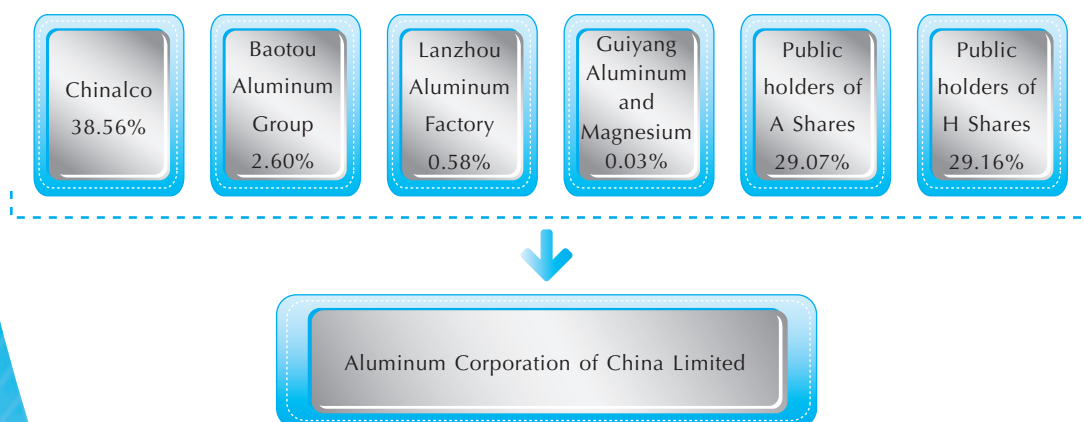 Chinalco
38.56%
Baotou
Aluminum
Group
2.60%
Lanzhou
Aluminum
Factory
0.58%
Guiyang
Aluminum
and
Magnesium
0.03%
Public
holders of
A Shares
29.07%
Public
holders of
H Shares
29.16%
Aluminum Corporation of China Limited